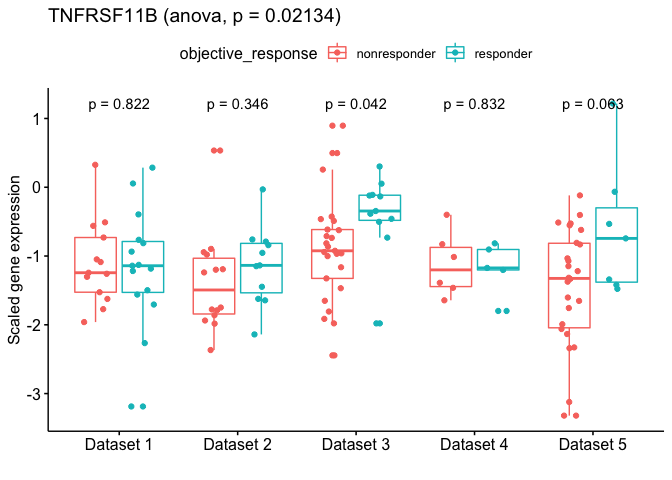 TNFRSF11B (anova, p = 0.02134)
objective_response nonresponder responder
p = 0.822 p = 0.346 p = 0.042 p = 0.832 p = 0.063
Scaled gene expression
1
0
-1
-2
-3
Dataset 1 Dataset 2 Dataset 3 Dataset 4 Dataset 5